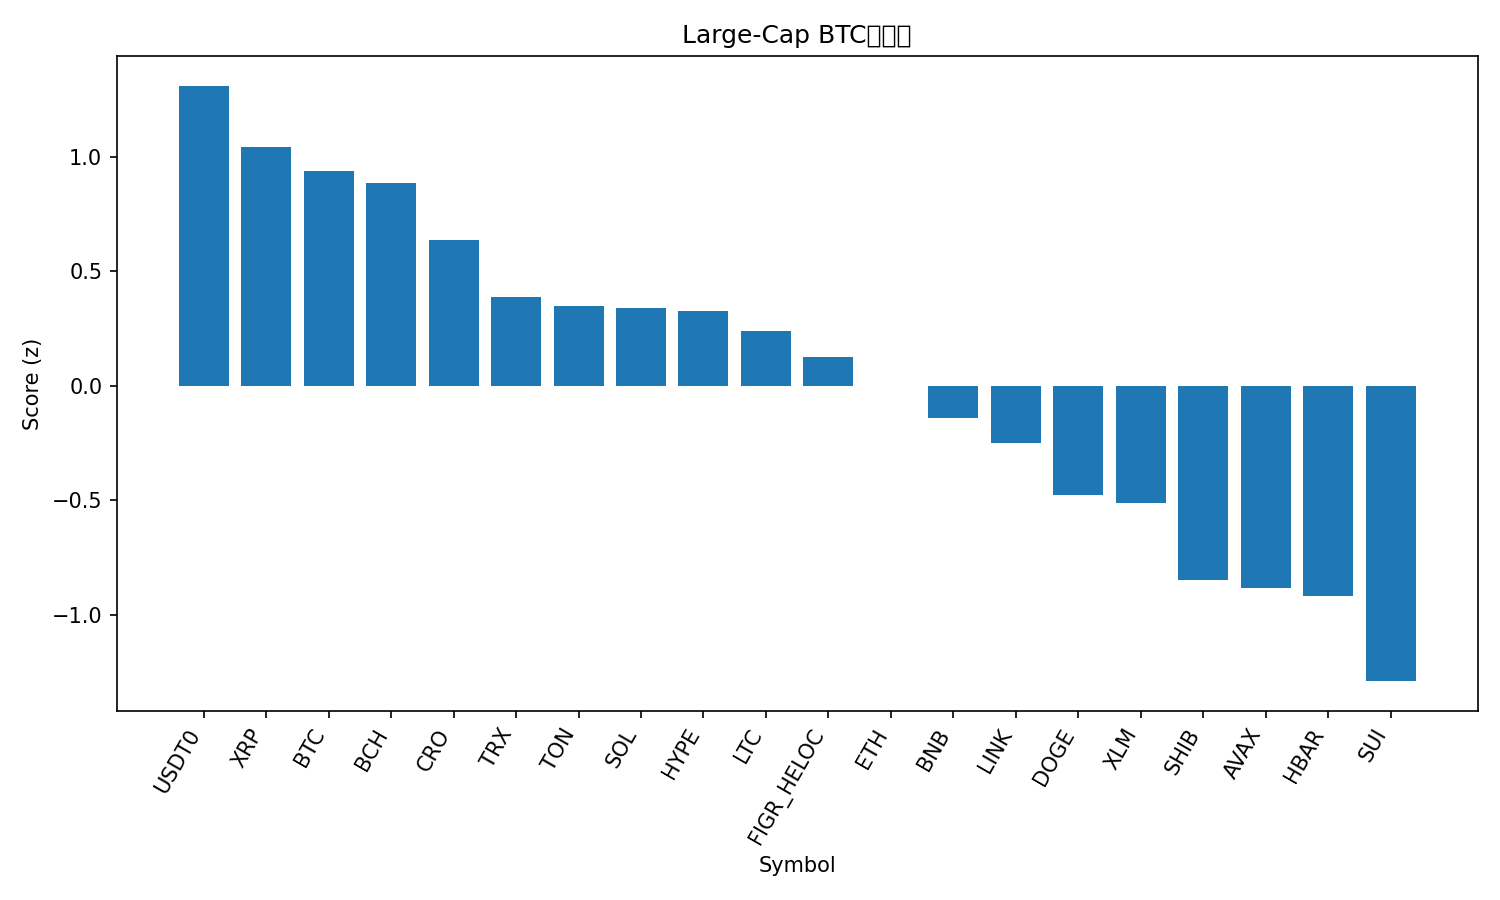 Large-Cap BTC
Score (z)
1.0
0.5
0.0
−0.5
−1.0
USDT0
XRP
BTC
BCH
CRO
TRX
TON
SOL
HYPE
LTC
FIGR_HELOC
ETH
BNB
LINK
DOGE
XLM
SHIB
AVAX
HBAR
SUI
Symbol